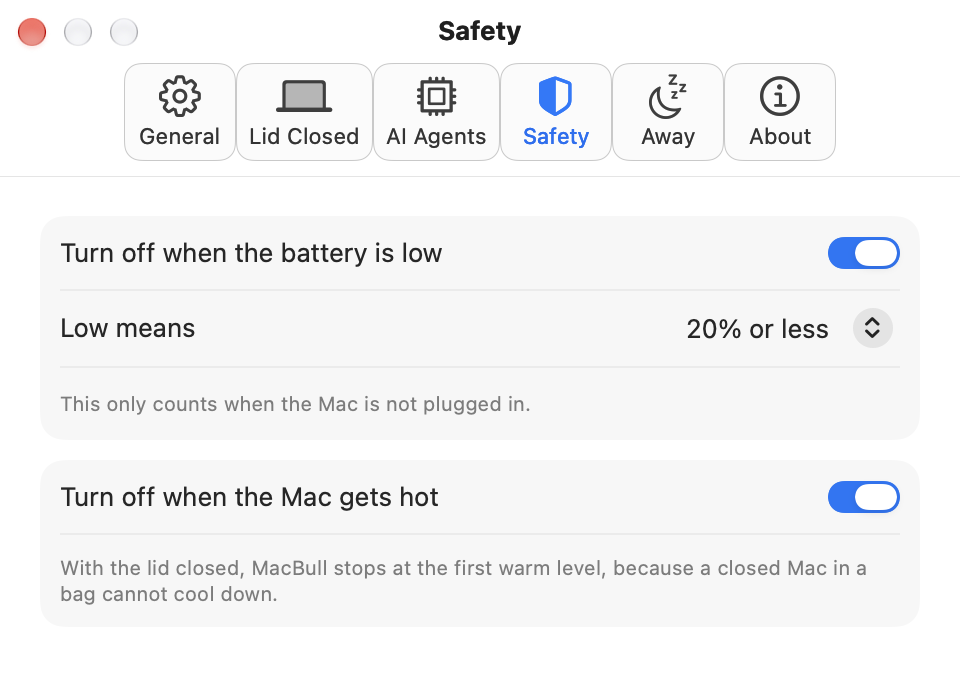 Safety
General
Lid Closed
AI Agents
Safety
Away
About
Turn off when the battery is low
Low means
20% or less
This only counts when the Mac is not plugged in.
Turn off when the Mac gets hot
With the lid closed, MacBull stops at the first warm level, because a closed Mac in a
bag cannot cool down.